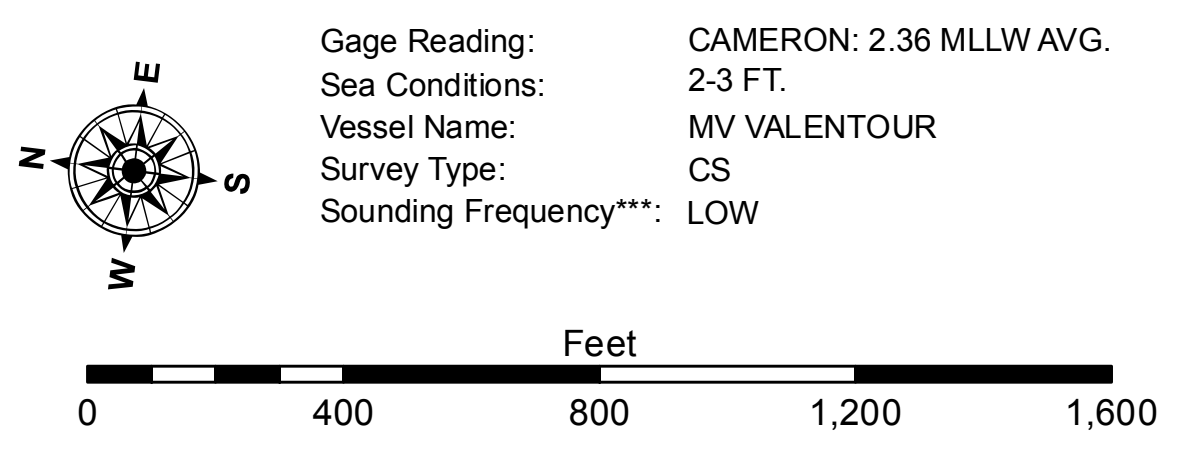 E
N
S
W
Gage Reading: CAMERON: 2.36 MLLW AVG.
Sea Conditions: 2-3 FT.
Vessel Name: MV VALENTOUR
Survey Type: CS
Sounding Frequency***: LOW
Feet
0 400 800 1,200 1,600